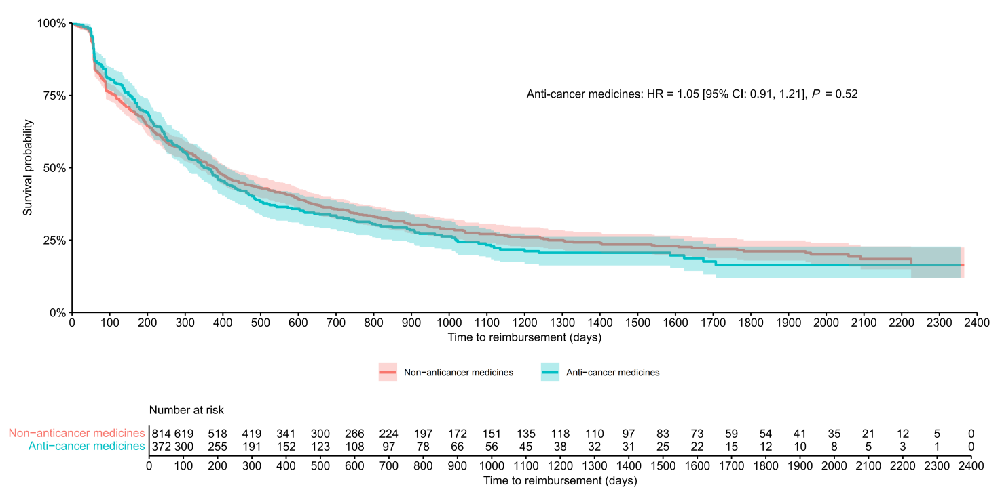 100%
75%
50%
25%
0%
Survival probability
Anti-cancer medicines: HR = 1.05 [95% CI: 0.91, 1.21], P = 0.52
0 100 200 300 400 500 600 700 800 900 1000 1100 1200 1300 1400 1500 1600 1700 1800 1900 2000 2100 2200 2300 2400
Time to reimbursement (days)
Non−anticancer medicines Anti−cancer medicines
Number at risk
Non−anticancer medicines 814 619 518 419 341 300 266 224 197 172 151 135 118 110 97 83 73 59 54 41 35 21 12 5 0
Anti−cancer medicines 372 300 255 191 152 123 108 97 78 66 56 45 38 32 31 25 22 15 12 10 8 5 3 1 0
0 100 200 300 400 500 600 700 800 900 1000 1100 1200 1300 1400 1500 1600 1700 1800 1900 2000 2100 2200 2300 2400
Time to reimbursement (days)